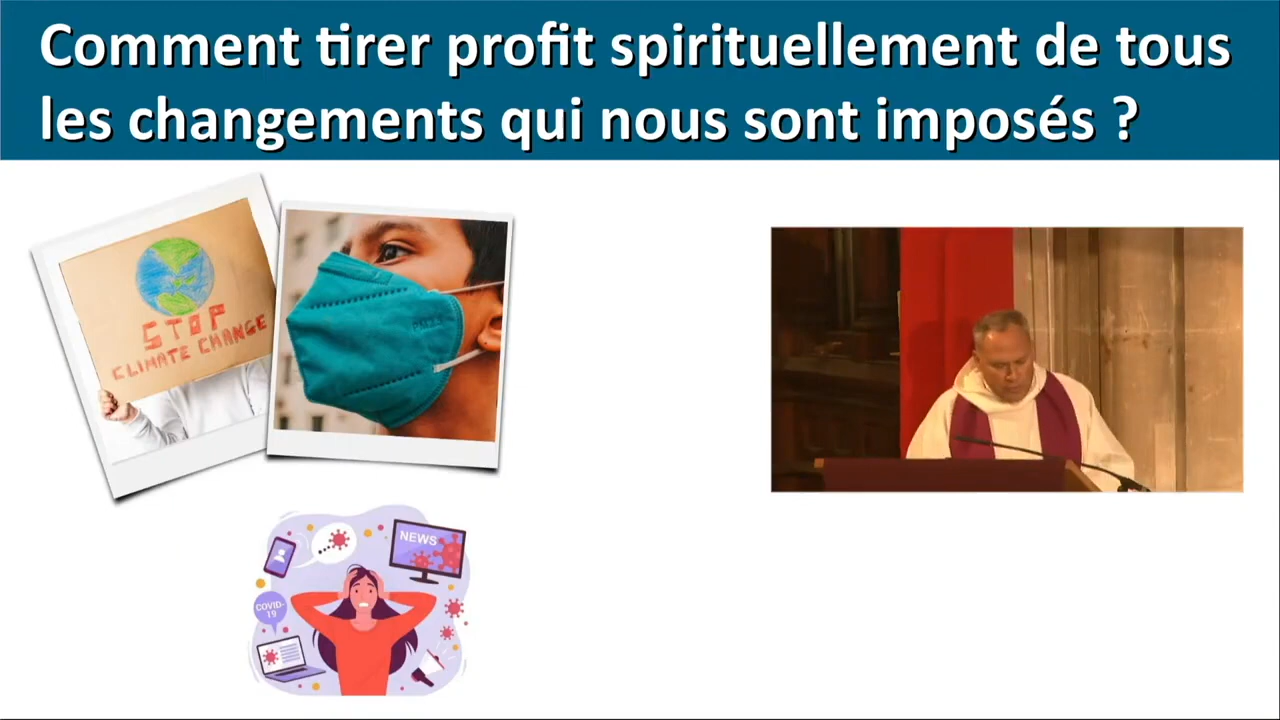 Comment tirer profit spirituellement de tous
les changements qui nous sont imposés ?
STOP
CLIMATE CHANGE
NEWS
COVID-
19